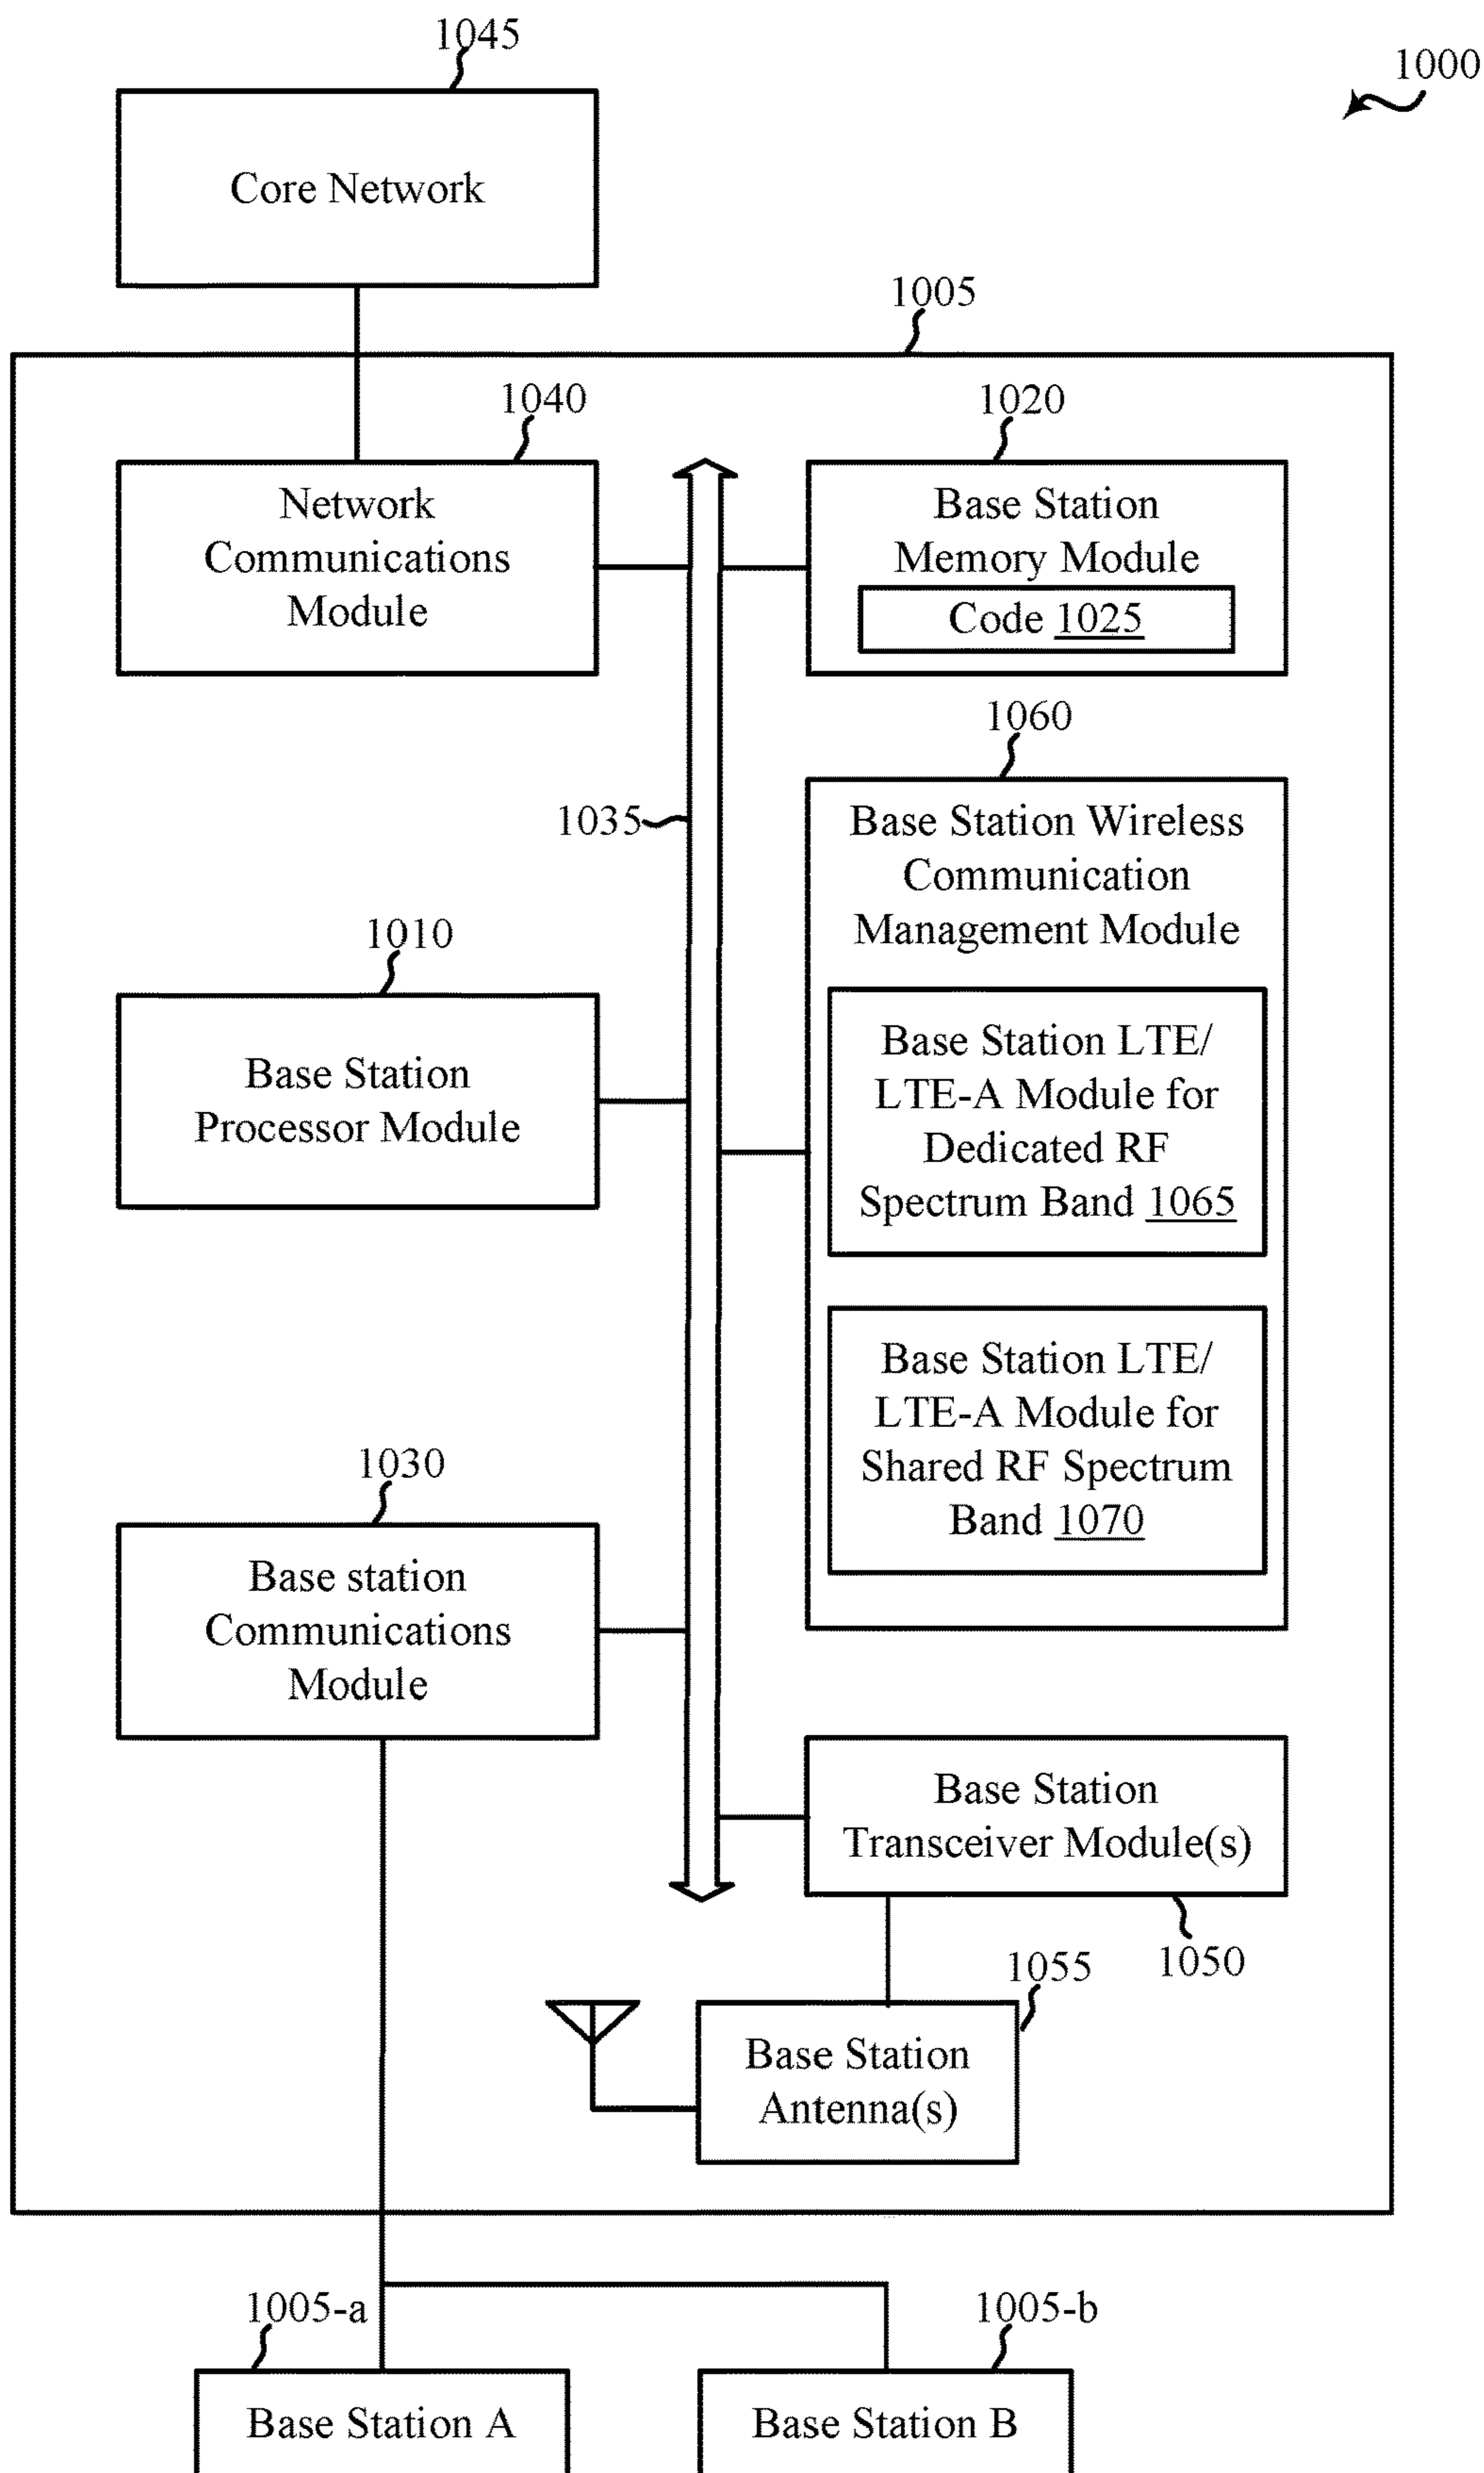 1045
1000
Core Network
1005
1040
1020
Network
Communications
Module
Base Station
Memory Module
Code 1025
1060
1035
Base Station Wireless
Communication
Management Module
1010
Base Station
Processor Module
Base Station LTE/
LTE-A Module for
Dedicated RF
Spectrum Band 1065
Base Station LTE/
LTE-A Module for
Shared RF Spectrum
Band 1070
1030
Base station
Communications
Module
Base Station
Transceiver Module(s)
1050
1055
Base Station
Antenna(s)
1005-a
1005-b
Base Station A
Base Station B